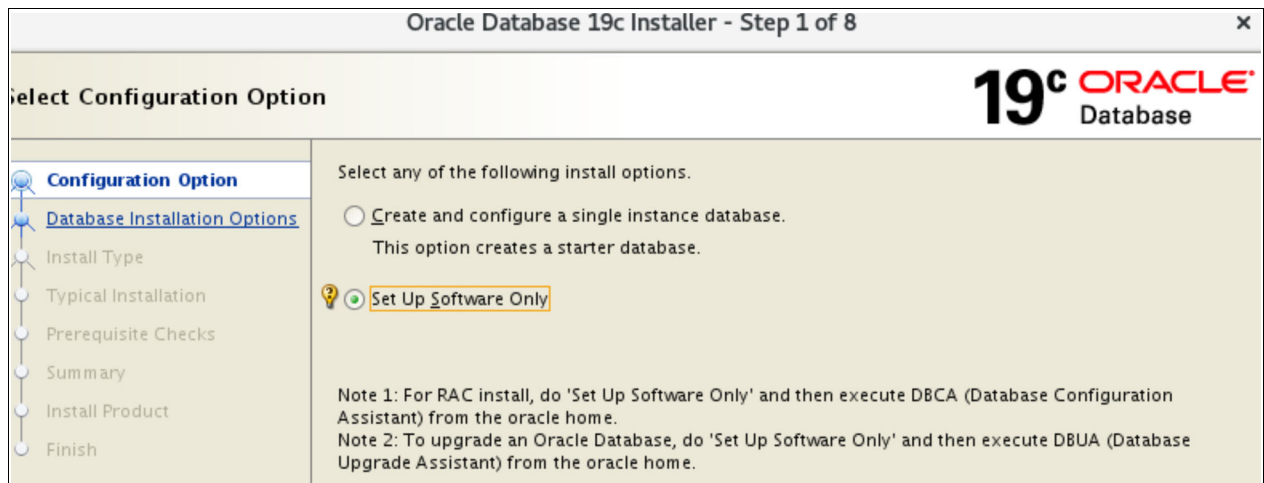 Oracle Database 19c Installer - Step 1 of 8
elect Configuration Option
19c ORACLE
Database
Configuration Option
Database Installation Options
Install Type
Typical Installation
Prerequisite Checks
Summary
Install Product
Finish
Select any of the following install options.
Create and configure a single instance database.
This option creates a starter database.
Set Up Software Only
Note 1: For RAC install, do 'Set Up Software Only' and then execute DBCA (Database Configuration
Assistant) from the oracle home.
Note 2: To upgrade an Oracle Database, do 'Set Up Software Only' and then execute DBUA (Database
Upgrade Assistant) from the oracle home.